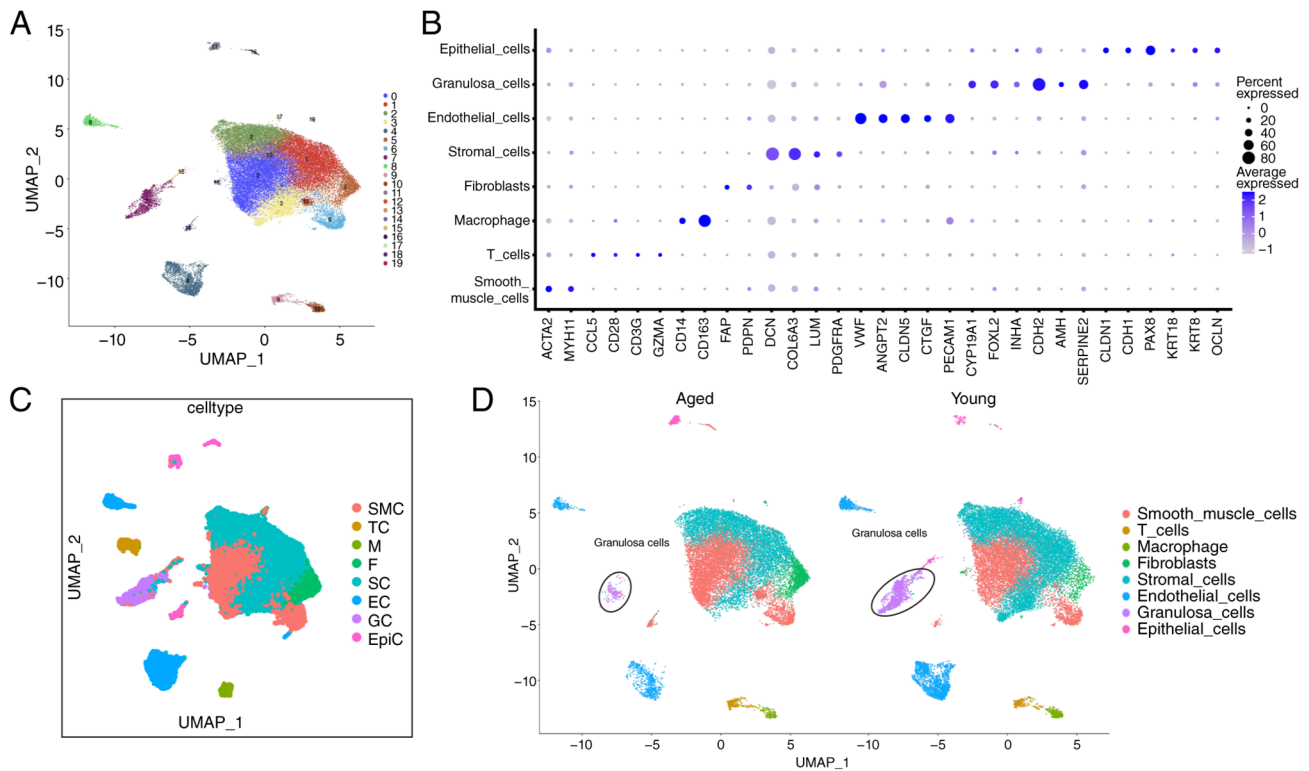 A
15
10
5
0
−5
−10
UMAP_2
−10 −5 0 5
UMAP_1
0
1
2
3
4
5
6
7
8
9
10
11
12
13
14
15
16
17
18
19
B
Epithelial_cells
Granulosa_cells
Endothelial_cells
Stromal_cells
Fibroblasts
Macrophage
T_cells
Smooth_
muscle_cells
ACTA2
MYH11
CCL5
CD28
CD3G
GZMA
CD14
CD163
FAP
PDPN
DCN
COL6A3
LUM
PDGFRA
VWF
ANGPT2
CLDN5
CTGF
PECAM1
CYP19A1
FOXL2
INHA
CDH2
AMH
SERPINE2
CLDN1
CDH1
PAX8
KRT18
KRT8
OCLN
Percent
expressed
0
20
40
60
80
Average
expressed
2
1
0
−1
C
celltype
UMAP_2
UMAP_1
SMC
TC
M
F
SC
EC
GC
EpiC
D
Aged Young
15
10
5
0
−5
−10
UMAP_2
Granulosa cells Granulosa cells
−10 −5 0 5 −10 −5 0 5
UMAP_1
Smooth_muscle_cells
T_cells
Macrophage
Fibroblasts
Stromal_cells
Endothelial_cells
Granulosa_cells
Epithelial_cells